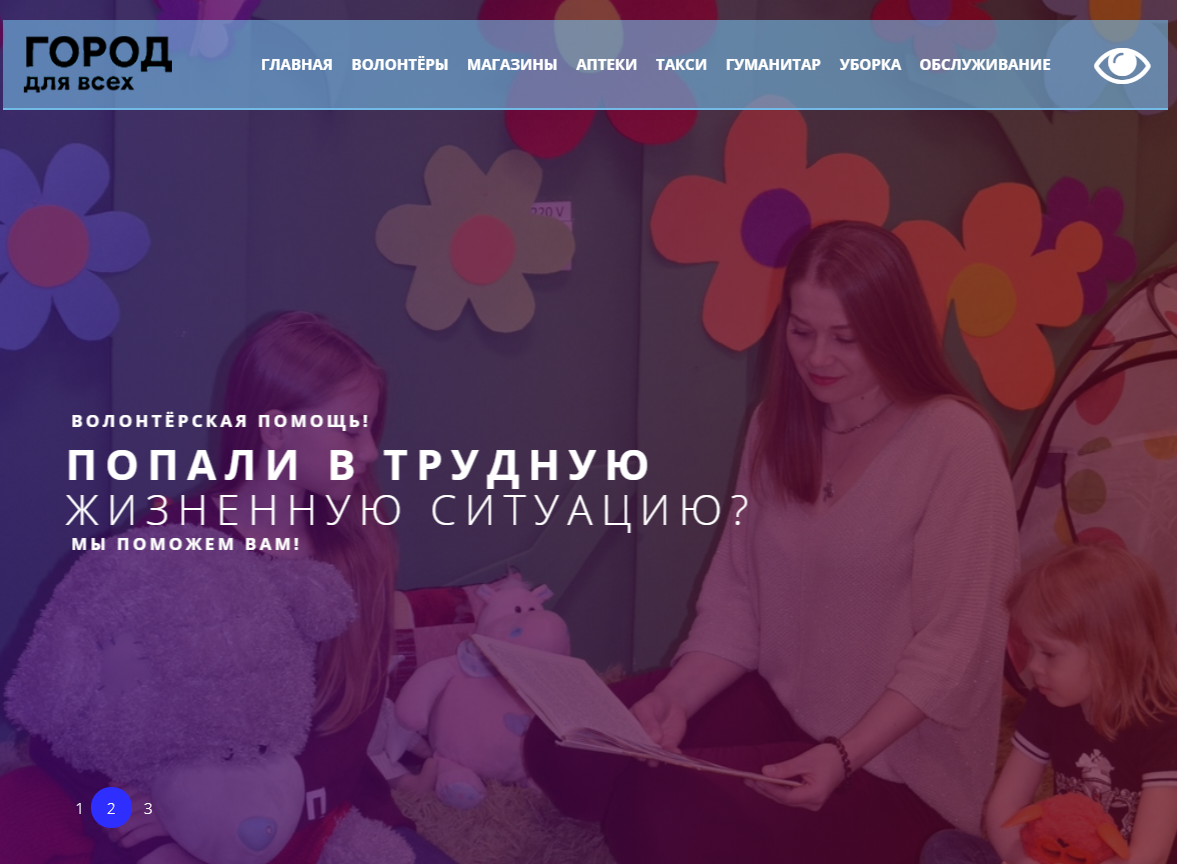 ГОРОД
для всех
ГЛАВНАЯ ВОЛОНТЁРЫ МАГАЗИНЫ АПТЕКИ ТАКСИ ГУМАНИТАР УБОРКА ОБСЛУЖИВАНИЕ
220 V
ВОЛОНТЁРСКАЯ ПОМОЩЬ!
ПОПАЛИ В ТРУДНУЮ
ЖИЗНЕННУЮ СИТУАЦИЮ?
МЫ ПОМОЖЕМ ВАМ!
1 2 3